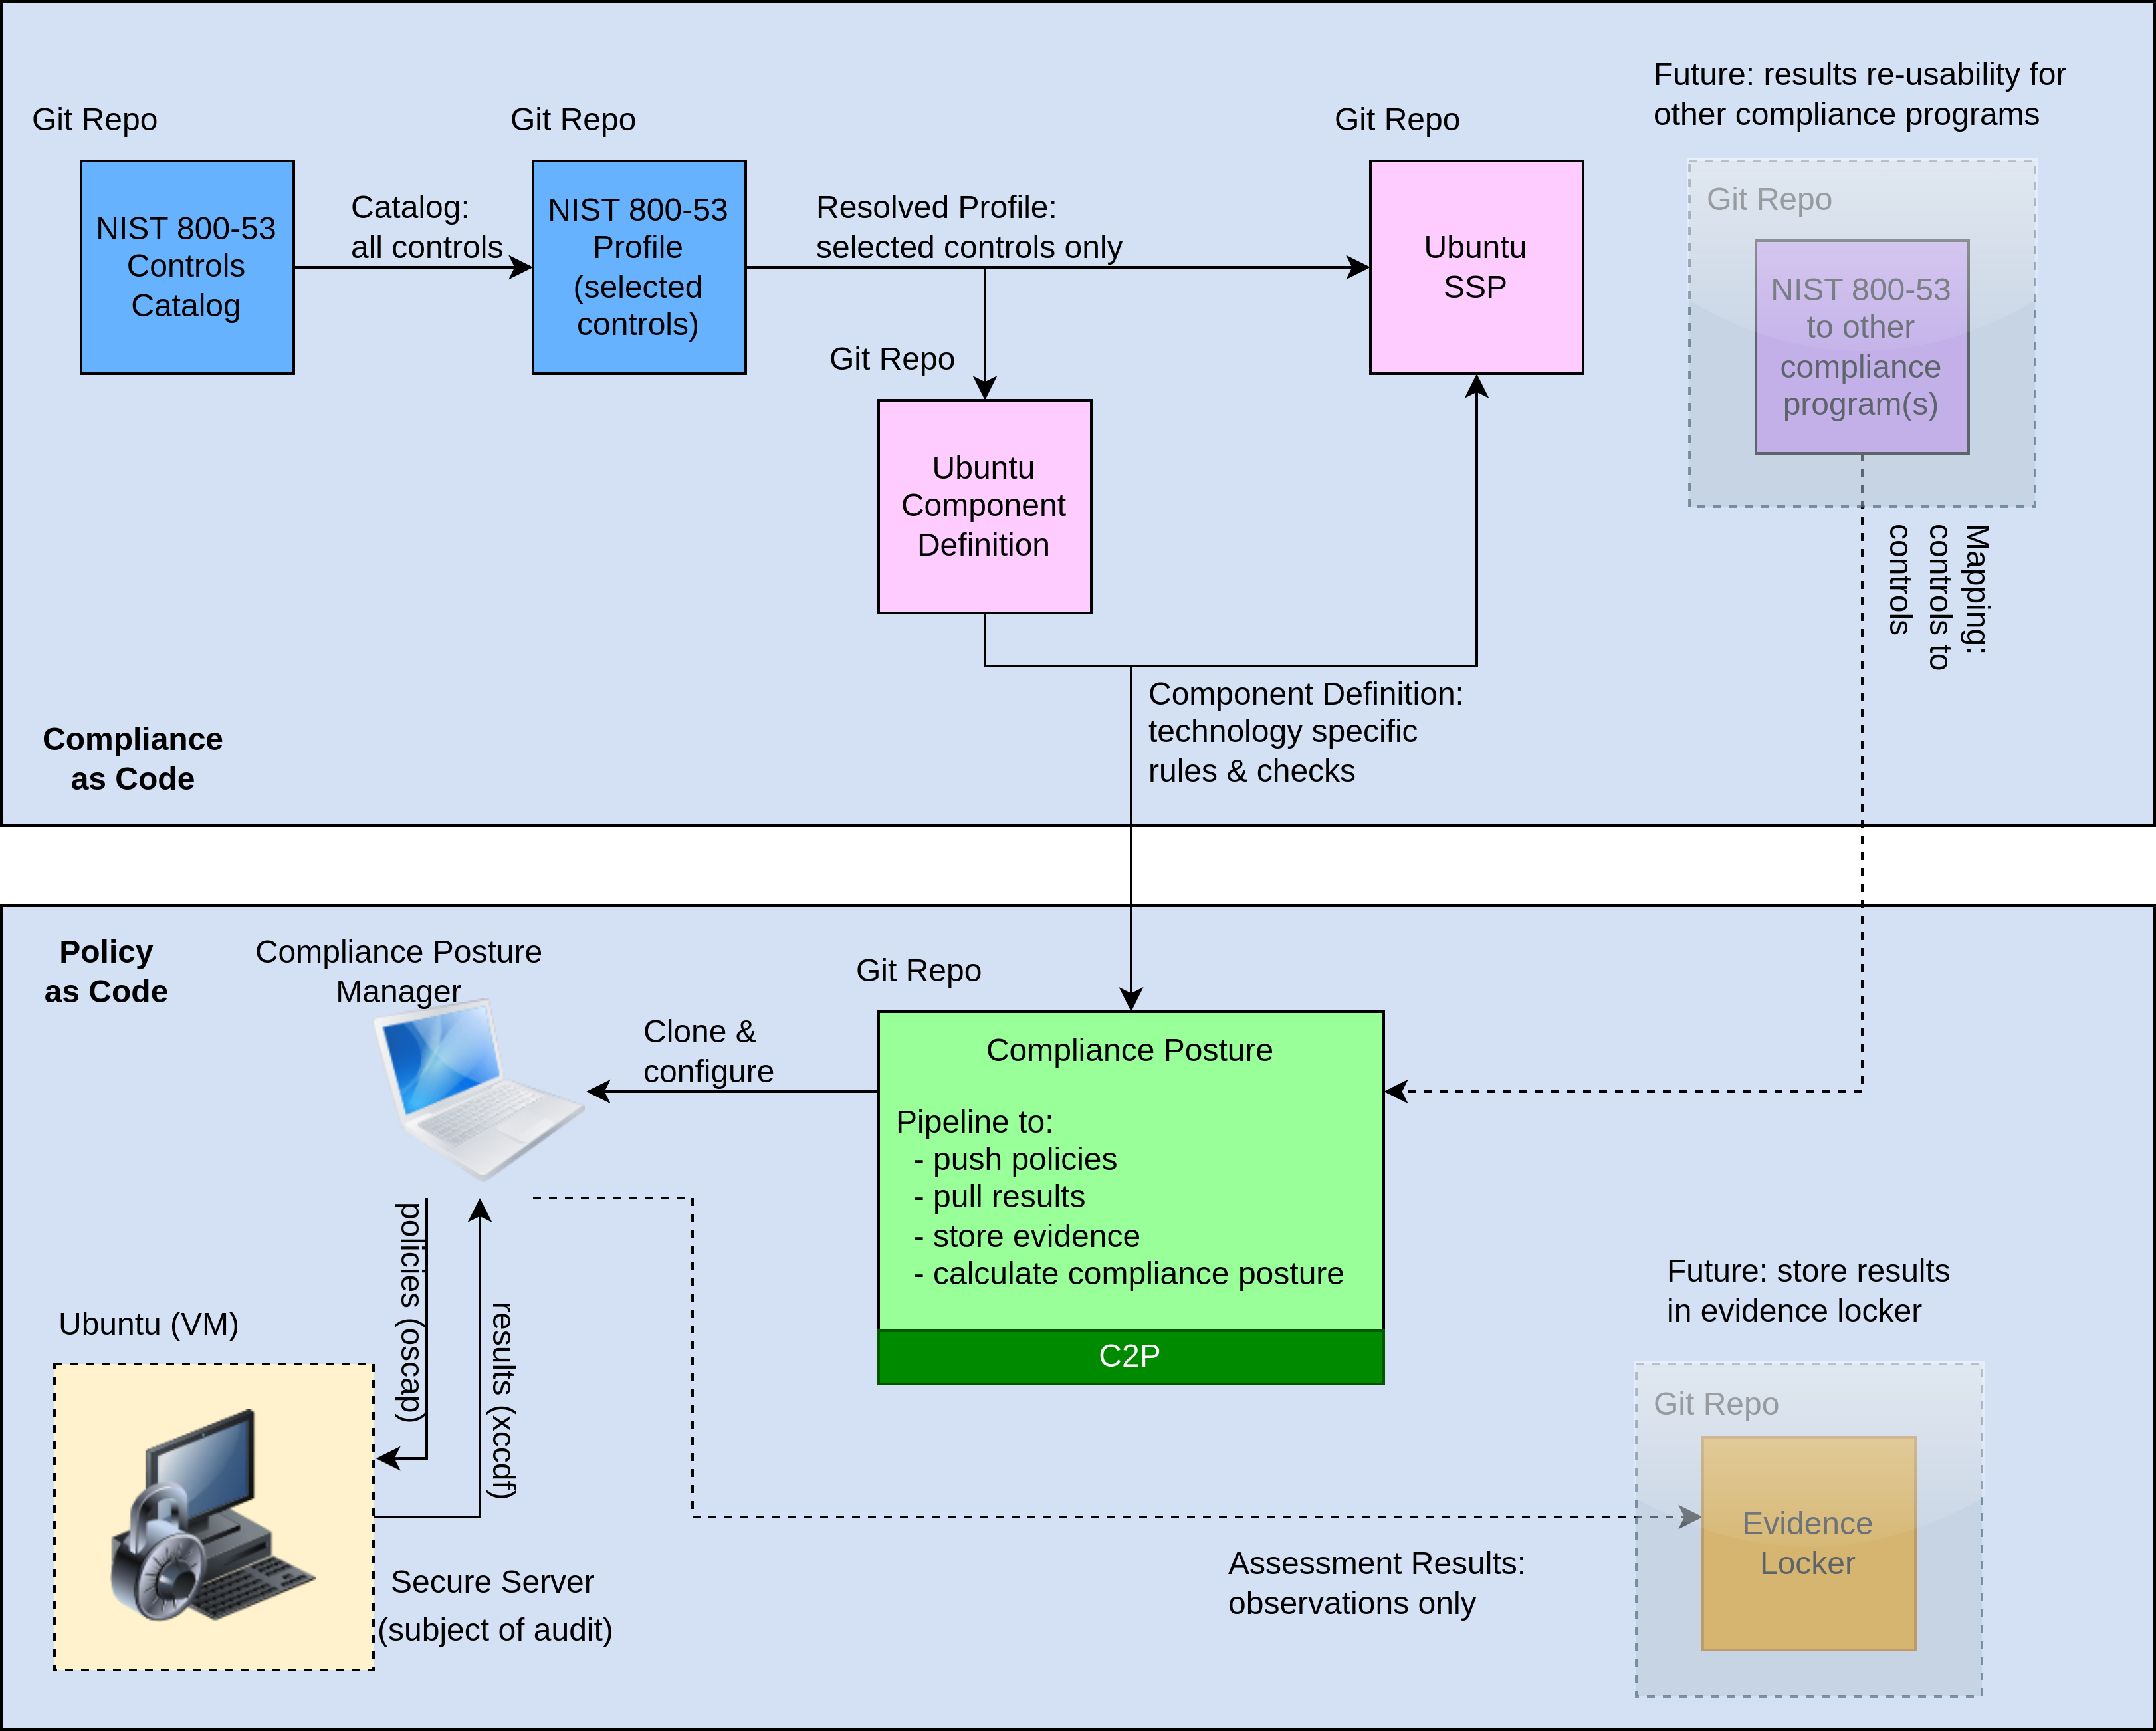 Future: results re-usability for
other compliance programs
Git Repo
Git Repo
Git Repo
Git Repo
NIST 800-53
Controls
Catalog
Catalog:
all controls
NIST 800-53
Profile
(selected
controls)
Resolved Profile:
selected controls only
Ubuntu
SSP
NIST 800-53
to other
compliance
program(s)
Git Repo
Ubuntu
Component
Definition
Mapping:
controls to
controls
Component Definition:
technology specific
rules & checks
Compliance
as Code
Policy
as Code
Compliance Posture
Manager
Git Repo
Clone &
configure
Compliance Posture
Pipeline to:
- push policies
- pull results
- store evidence
- calculate compliance posture
C2P
policies (oscap)
results (xccdf)
Ubuntu (VM)
Secure Server
(subject of audit)
Future: store results
in evidence locker
Git Repo
Evidence
Locker
Assessment Results:
observations only